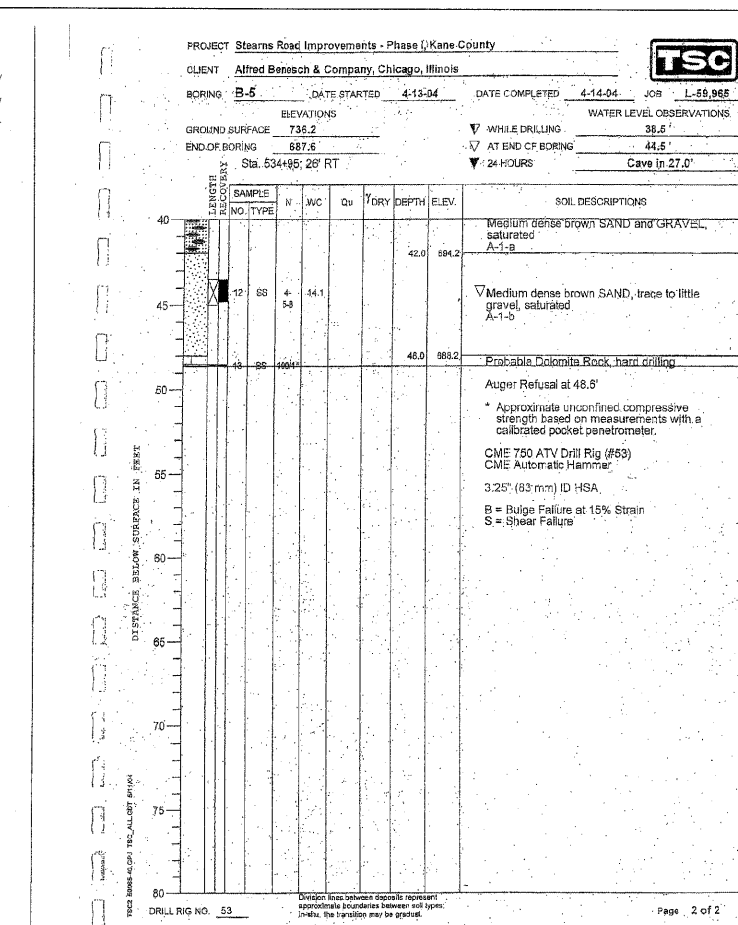 PROJECT Stearns Road Improvements - Phase I, Kane County
TSC
CLIENT Alfred Benesch & Company, Chicago, Illinois
BORING B-5 DATE STARTED 4-13-04 DATE COMPLETED 4-14-04 JOB L-59,965
ELEVATIONS WATER LEVEL OBSERVATIONS
GROUND SURFACE 736.2 ▼ WHILE DRILLING 38.5'
END OF BORING 687.6 ▽ AT END OF BORING 44.5'
Sta. 534+95; 26' RT ▼ 24 HOURS Cave in 27.0'
LENGTH
RECOVERY
SAMPLE
NO. TYPE
N WC Qu γDRY DEPTH ELEV. SOIL DESCRIPTIONS
40
Medium dense brown SAND and GRAVEL,
saturated
A-1-a
42.0 694.2
12 SS 4- 14.1
5-8
▽ Medium dense brown SAND, trace to little
gravel, saturated
A-1-b
45
48.0 688.2
13 SS 100/1"
Probable Dolomite Rock, hard drilling
Auger Refusal at 48.6'
50
* Approximate unconfined compressive
strength based on measurements with a
calibrated pocket penetrometer.
CME 750 ATV Drill Rig (#53)
CME Automatic Hammer
55
3.25" (83 mm) ID HSA
B = Bulge Failure at 15% Strain
S = Shear Failure
60
65
70
75
80
DISTANCE BELOW SURFACE IN FEET
TSC_ALL.GDT 5/11/04
Division lines between deposits represent
approximate boundaries between soil types;
in-situ, the transition may be gradual.
DRILL RIG NO. 53
Page 2 of 2